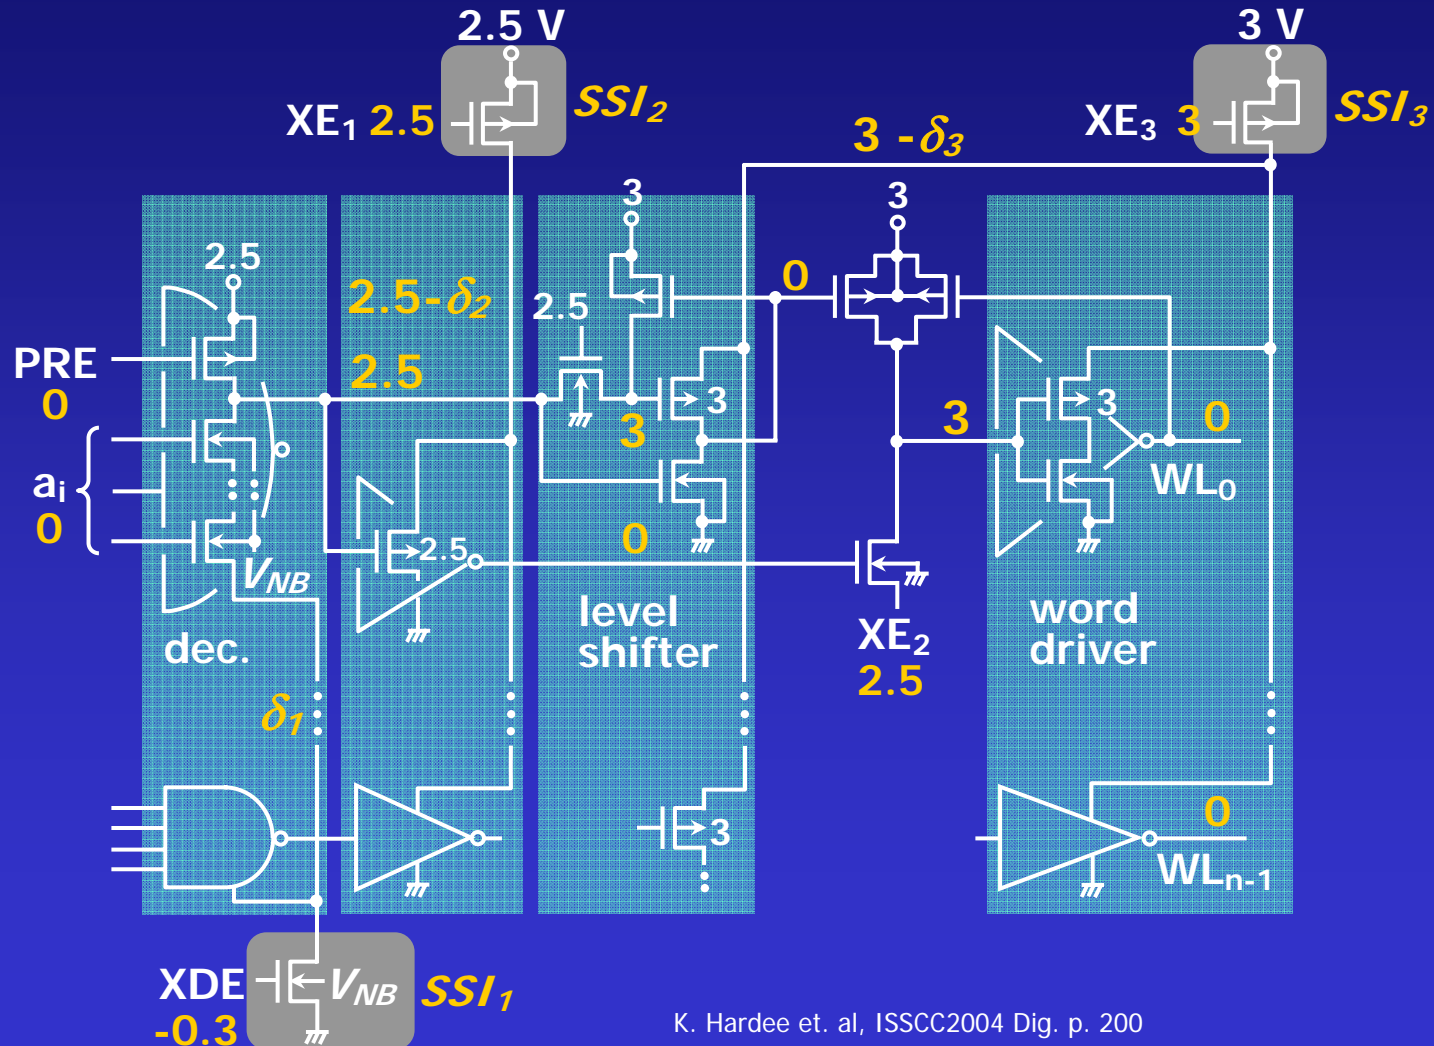 2.5 V
3 V
XE1 2.5
SSI2
XE3 3
SSI3
3 -δ3
3
3
2.5
2.5-δ2
2.5
0
PRE
0
2.5
3
3
3
3
0
ai
0
WL0
VNB
2.5
0
dec.
level
shifter
XE2
2.5
word
driver
δ1
3
0
WLn-1
XDE
-0.3
VNB
SSI1
K. Hardee et. al, ISSCC2004 Dig. p. 200